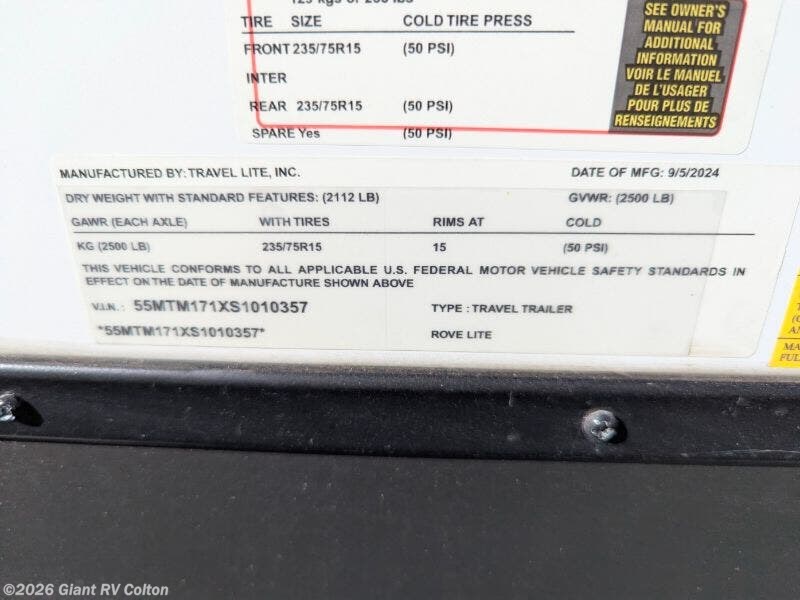 TIRE SIZE COLD TIRE PRESS
FRONT 235/75R15 (50 PSI)
INTER
REAR 235/75R15 (50 PSI)
SPARE Yes (50 PSI)
SEE OWNER'S
MANUAL FOR
ADDITIONAL
INFORMATION
VOIR LE MANUEL
DE L'USAGER
POUR PLUS DE
RENSEIGNEMENTS
MANUFACTURED BY: TRAVEL LITE, INC. DATE OF MFG: 9/5/2024
DRY WEIGHT WITH STANDARD FEATURES: (2112 LB) GVWR: (2500 LB)
GAWR (EACH AXLE) WITH TIRES RIMS AT COLD
KG (2500 LB) 235/75R15 15 (50 PSI)
THIS VEHICLE CONFORMS TO ALL APPLICABLE U.S. FEDERAL MOTOR VEHICLE SAFETY STANDARDS IN
EFFECT ON THE DATE OF MANUFACTURE SHOWN ABOVE
V.I.N.: 55MTM171XS1010357 TYPE: TRAVEL TRAILER
*55MTM171XS1010357* ROVE LITE
©2026 Giant RV Colton